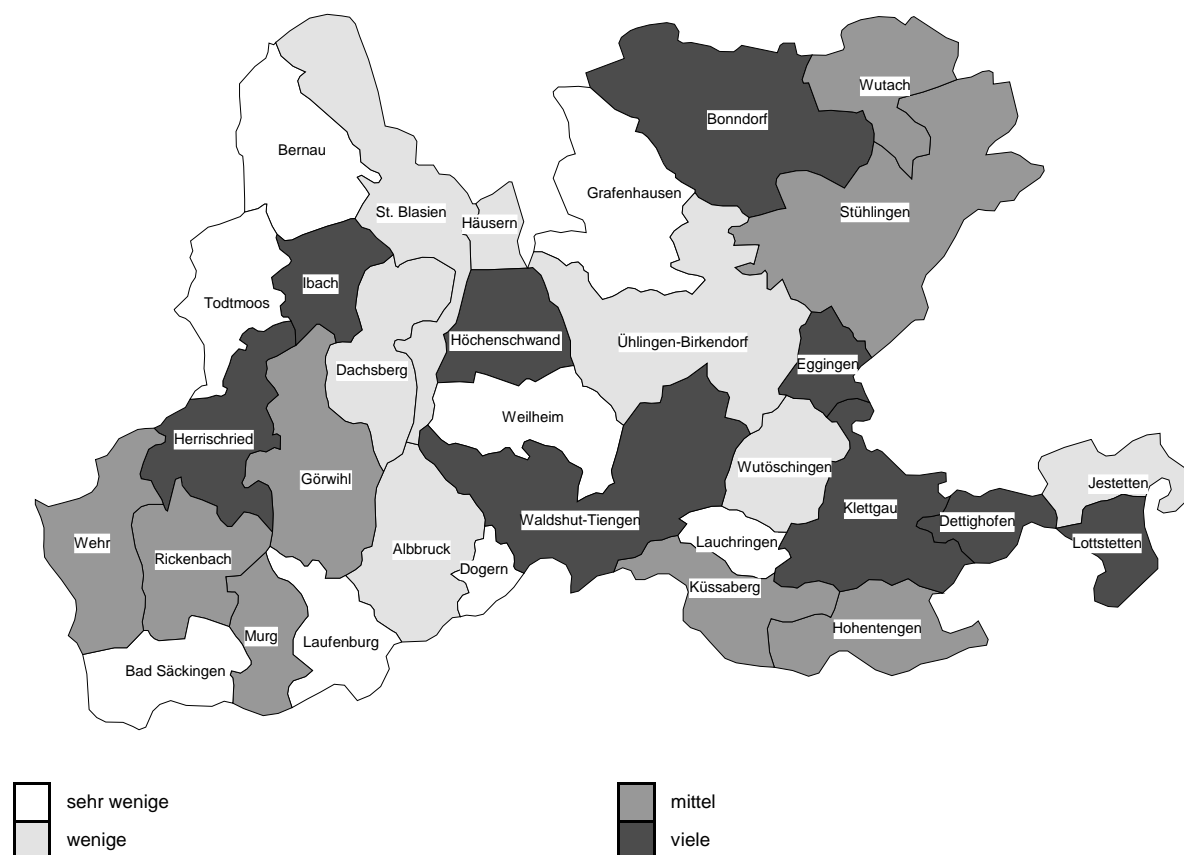 Wutach
Bonndorf
Bernau
Grafenhausen
St. Blasien
Stühlingen
Häusern
Ibach
Todtmoos
Höchenschwand
Ühlingen-Birkendorf
Eggingen
Dachsberg
Weilheim
Herrischried
Wutöschingen
Görwihl
Jestetten
Klettgau
Waldshut-Tiengen
Dettighofen
Wehr
Lauchringen
Lottstetten
Albbruck
Rickenbach
Dogern
Küssaberg
Hohentengen
Murg
Laufenburg
Bad Säckingen
sehr wenige
mittel
wenige
viele